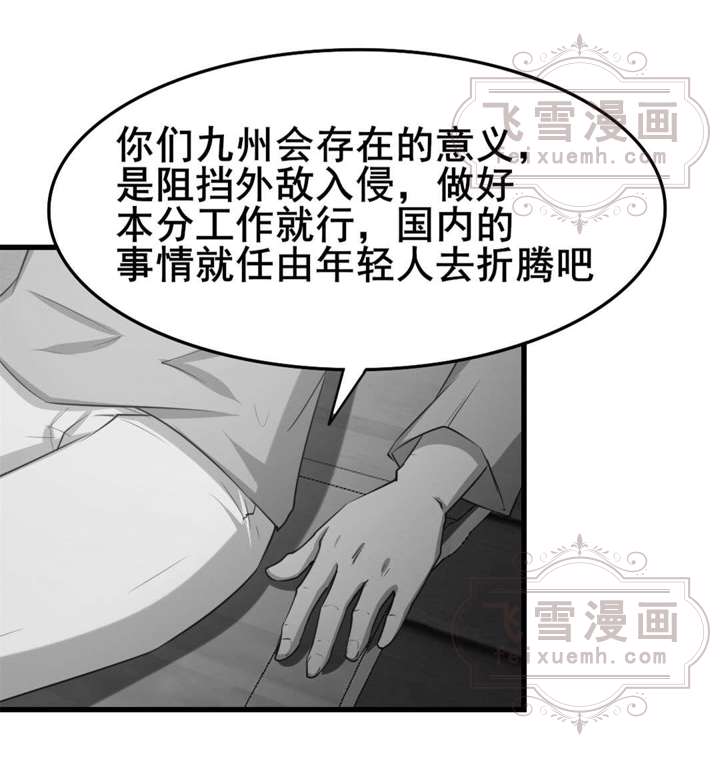 飞雪漫画
feixuemh.com
你们九州会存在的意义，
是阻挡外敌入侵，做好
本分工作就行，国内的
事情就任由年轻人去折腾吧
飞雪漫画
feixuemh.com